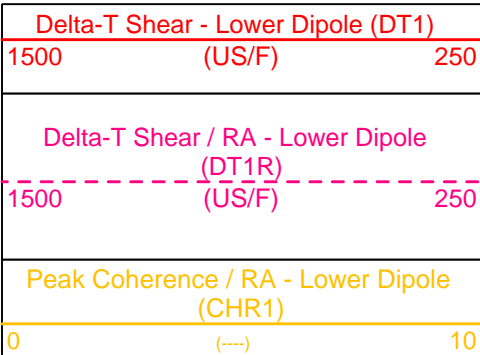 Delta-T Shear - Lower Dipole (DT1)
1500 (US/F) 250
Delta-T Shear / RA - Lower Dipole
(DT1R)
1500 (US/F) 250
Peak Coherence / RA - Lower Dipole
(CHR1)
0 (----) 10